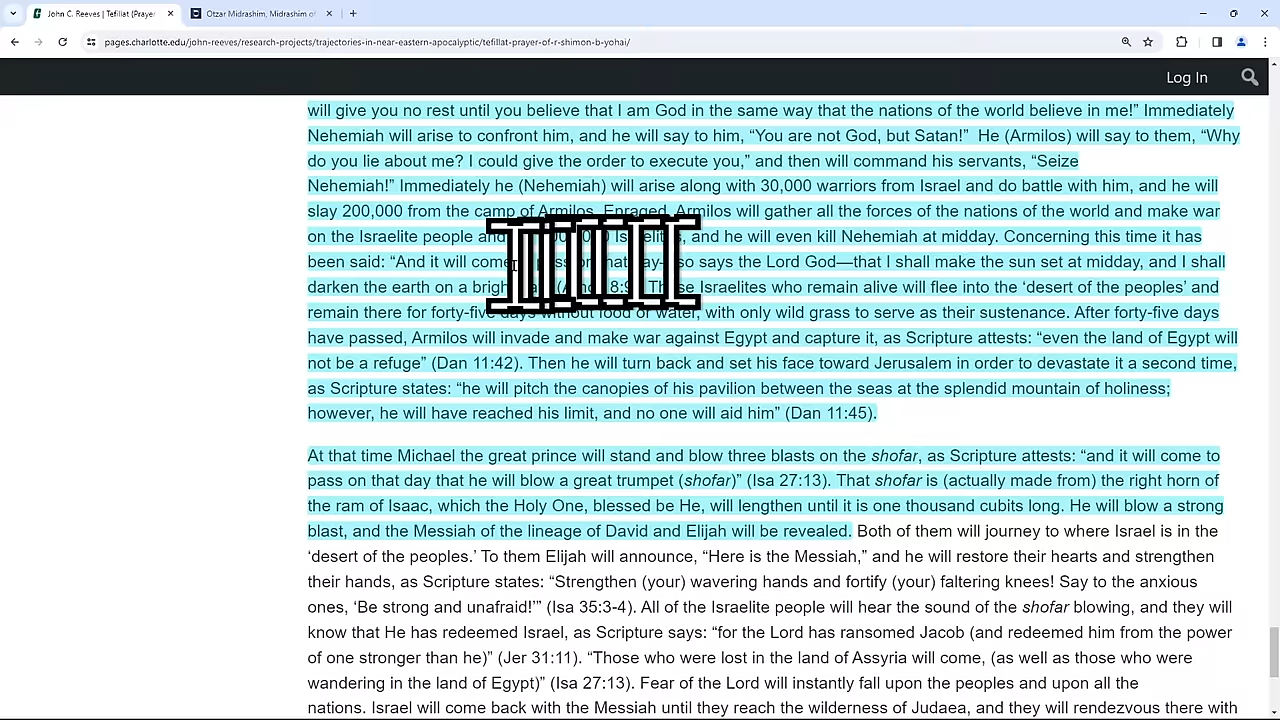 John C. Reeves | Tefillat (Prayer
Otzar Midrashim, Midrashim of
pages.charlotte.edu/john-reeves/research-projects/trajectories-in-near-eastern-apocalyptic/tefillat-prayer-of-r-shimon-b-yohai/
Log In
will give you no rest until you believe that I am God in the same way that the nations of the world believe in me!” Immediately
Nehemiah will arise to confront him, and he will say to him, “You are not God, but Satan!”  He (Armilos) will say to them, “Why
do you lie about me? I could give the order to execute you,” and then will command his servants, “Seize
Nehemiah!” Immediately he (Nehemiah) will arise along with 30,000 warriors from Israel and do battle with him, and he will
slay 200,000 from the camp of Armilos. Enraged, Armilos will gather all the forces of the nations of the world and make war
on the Israelite people and, and he will even kill Nehemiah at midday. Concerning this time it has
been said: “And it will come says the Lord God—that I shall make the sun set at midday, and I shall
darken the earth on a Israelites who remain alive will flee into the ‘desert of the peoples’ and
remain there for forty-five days without food or water, with only wild grass to serve as their sustenance. After forty-five days
have passed, Armilos will invade and make war against Egypt and capture it, as Scripture attests: “even the land of Egypt will
not be a refuge” (Dan 11:42). Then he will turn back and set his face toward Jerusalem in order to devastate it a second time,
as Scripture states: “he will pitch the canopies of his pavilion between the seas at the splendid mountain of holiness;
however, he will have reached his limit, and no one will aid him” (Dan 11:45).
At that time Michael the great prince will stand and blow three blasts on the shofar, as Scripture attests: “and it will come to
pass on that day that he will blow a great trumpet (shofar)” (Isa 27:13). That shofar is (actually made from) the right horn of
the ram of Isaac, which the Holy One, blessed be He, will lengthen until it is one thousand cubits long. He will blow a strong
blast, and the Messiah of the lineage of David and Elijah will be revealed. Both of them will journey to where Israel is in the
‘desert of the peoples.’ To them Elijah will announce, “Here is the Messiah,” and he will restore their hearts and strengthen
their hands, as Scripture states: “Strengthen (your) wavering hands and fortify (your) faltering knees! Say to the anxious
ones, ‘Be strong and unafraid!’” (Isa 35:3-4). All of the Israelite people will hear the sound of the shofar blowing, and they will
know that He has redeemed Israel, as Scripture says: “for the Lord has ransomed Jacob (and redeemed him from the power
of one stronger than he)” (Jer 31:11). “Those who were lost in the land of Assyria will come, (as well as those who were
wandering in the land of Egypt)” (Isa 27:13). Fear of the Lord will instantly fall upon the peoples and upon all the
nations. Israel will come back with the Messiah until they reach the wilderness of Judaea, and they will rendezvous there with